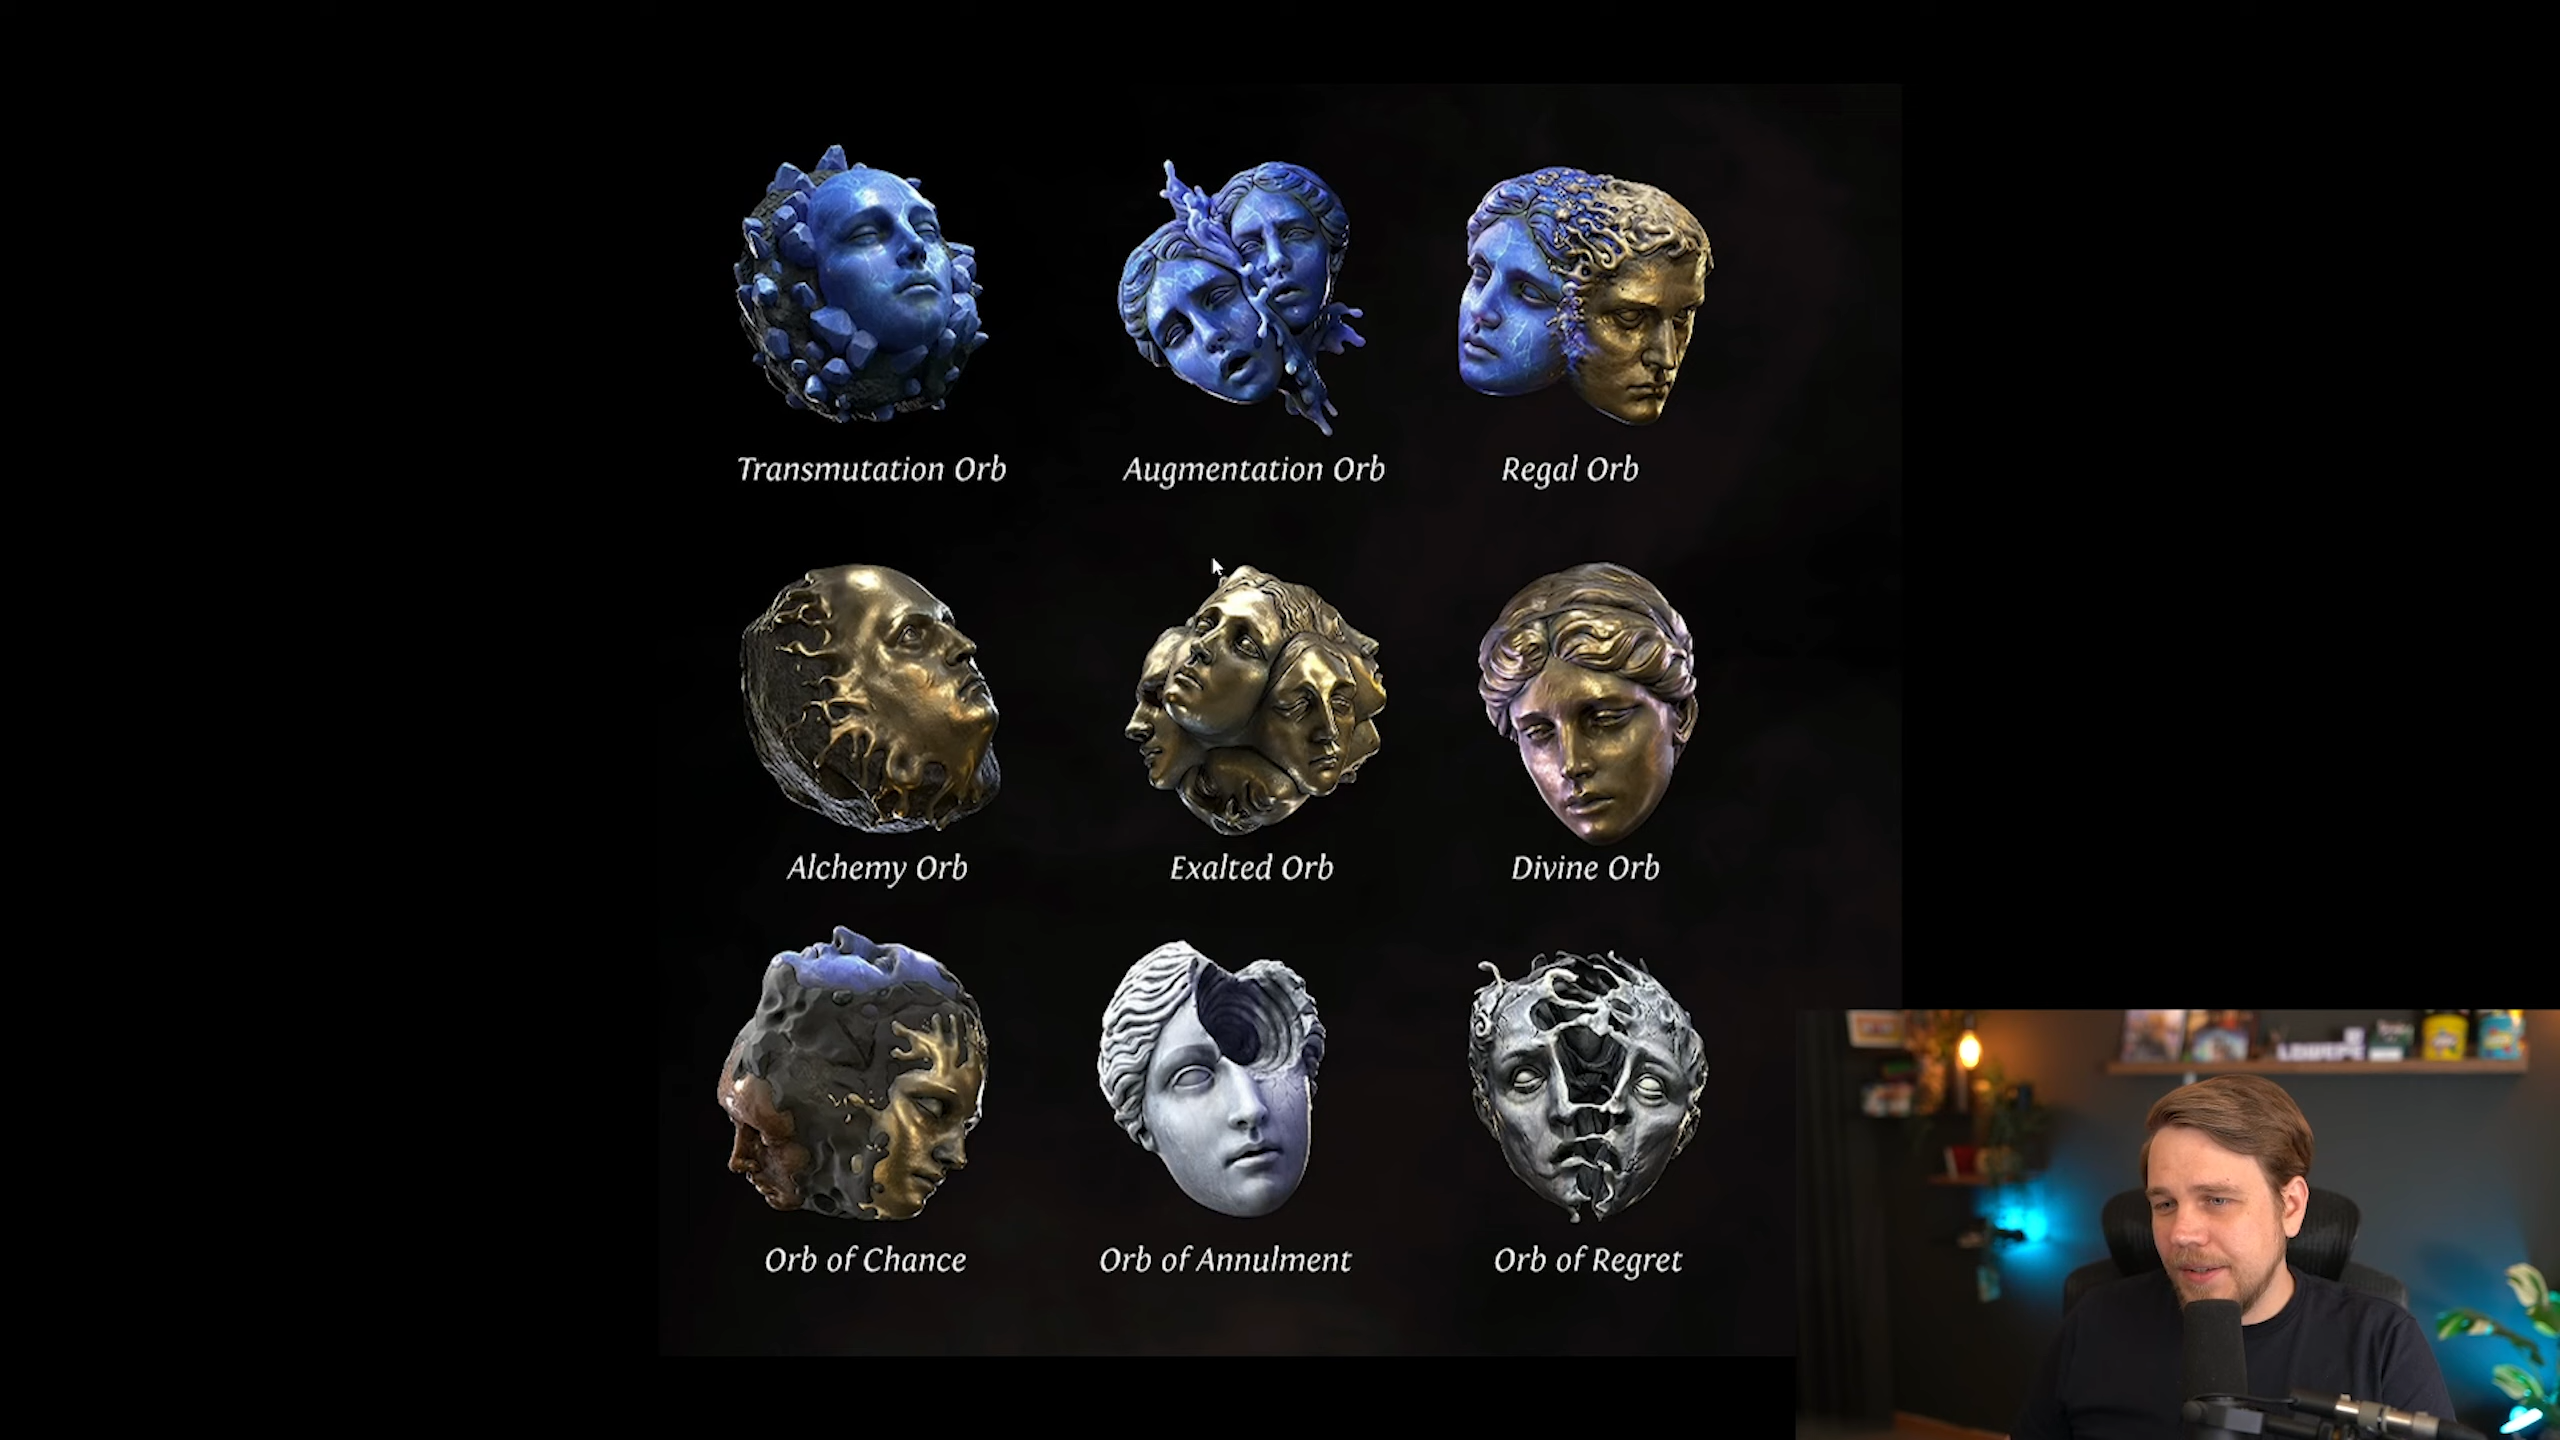 Transmutation Orb
Augmentation Orb
Regal Orb
Alchemy Orb
Exalted Orb
Divine Orb
Orb of Chance
Orb of Annulment
Orb of Regret